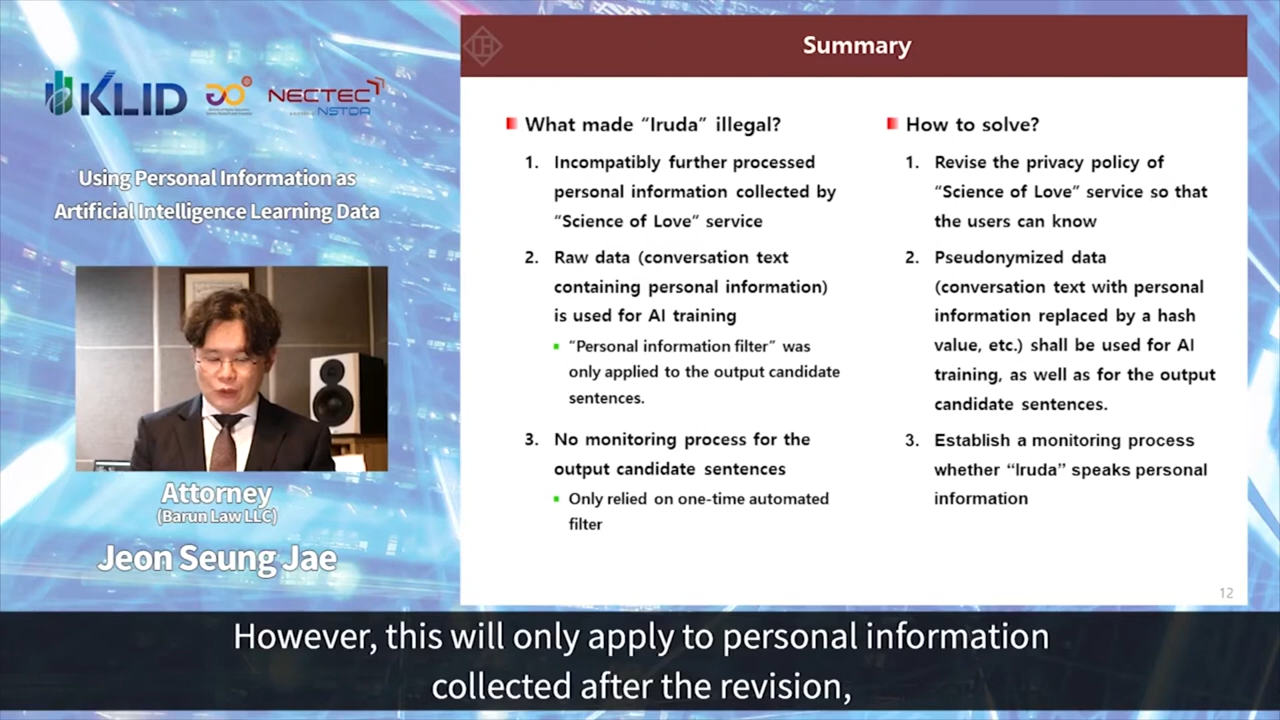 KLID
NECTEC
NSTDA
Using Personal Information as
Artificial Intelligence Learning Data
Attorney
(Barun Law LLC)
Jeon Seung Jae
Summary
What made “Iruda” illegal?
1. Incompatibly further processed
personal information collected by
“Science of Love” service
2. Raw data (conversation text
containing personal information)
is used for AI training
“Personal information filter” was
only applied to the output candidate
sentences.
3. No monitoring process for the
output candidate sentences
Only relied on one-time automated
filter
How to solve?
1. Revise the privacy policy of
“Science of Love” service so that
the users can know
2. Pseudonymized data
(conversation text with personal
information replaced by a hash
value, etc.) shall be used for AI
training, as well as for the output
candidate sentences.
3. Establish a monitoring process
whether “Iruda” speaks personal
information
12
However, this will only apply to personal information
collected after the revision,